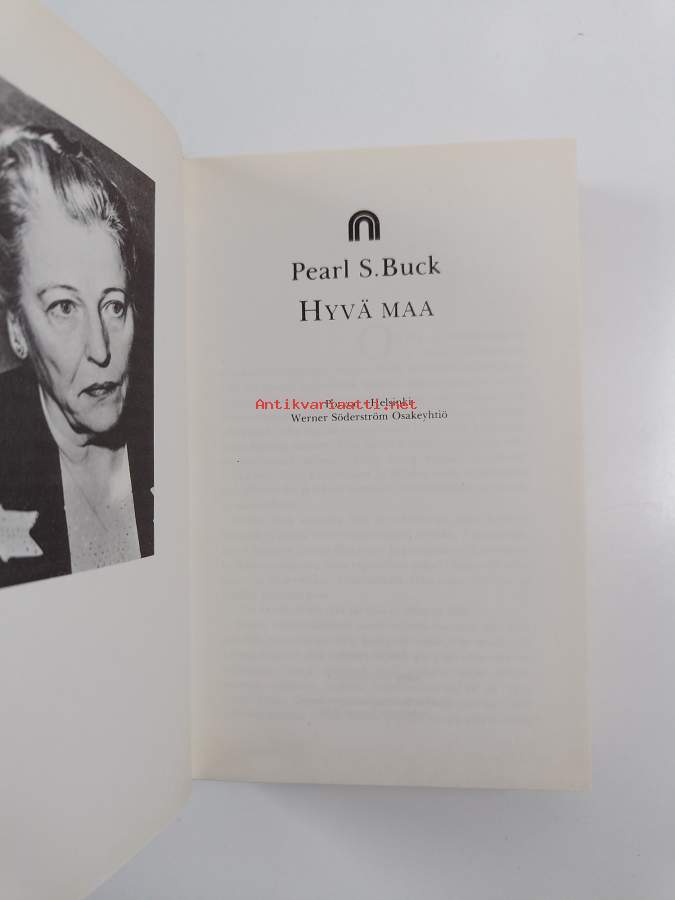 Pearl S. Buck
HYVÄ MAA
Antikvariaatti.net
Helsinki
Werner Söderström Osakeyhtiö